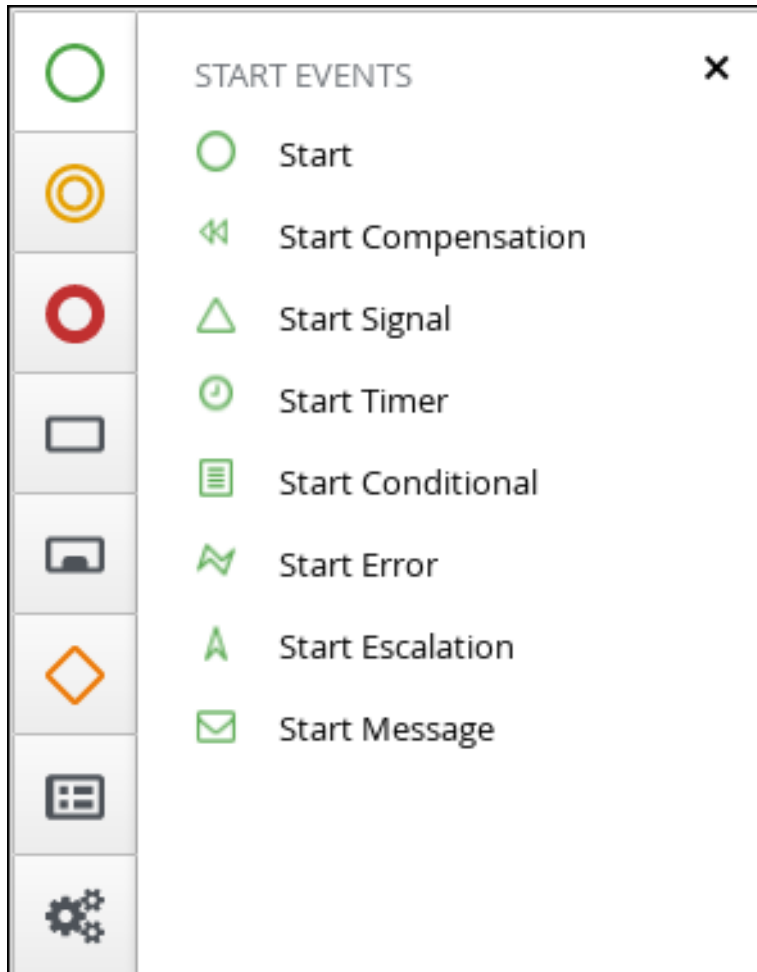 START EVENTS
Start
Start Compensation
Start Signal
Start Timer
Start Conditional
Start Error
Start Escalation
Start Message